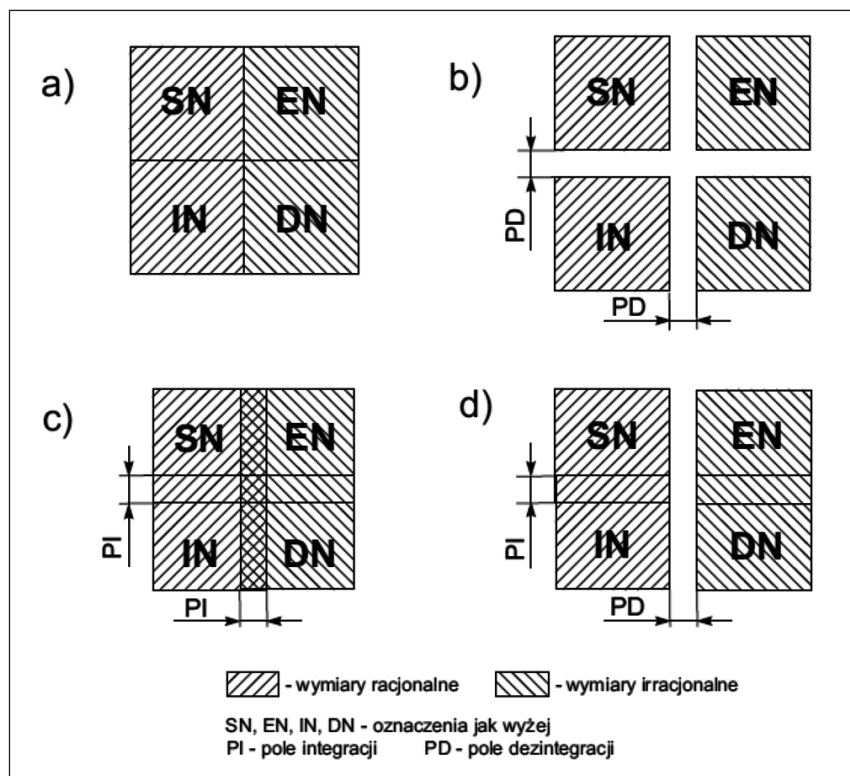 a)
SN EN
IN DN
b)
SN EN
PD
IN DN
PD
c)
SN EN
PI
IN DN
PI
d)
SN EN
PI
IN DN
PD
- wymiary racjonalne - wymiary irracjonalne
SN, EN, IN, DN - oznaczenia jak wyżej
PI - pole integracji PD - pole dezintegracji